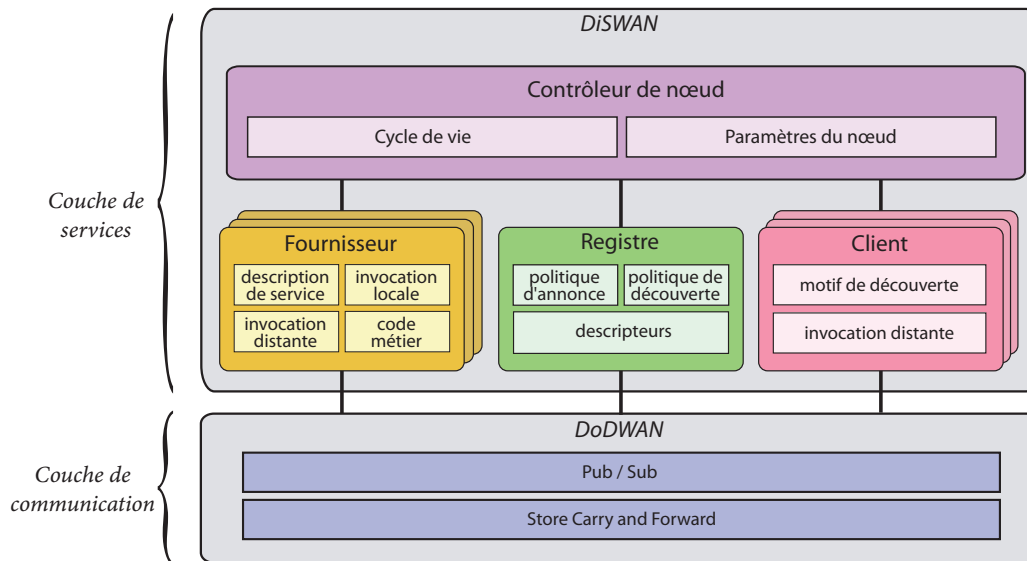 DiSWAN
Contrôleur de nœud
Cycle de vie
Paramètres du nœud
Couche de
services
Fournisseur
description
de service
invocation
locale
invocation
distante
code
métier
Registre
politique
d'annonce
politique de
découverte
descripteurs
Client
motif de découverte
invocation distante
Couche de
communication
DoDWAN
Pub / Sub
Store Carry and Forward